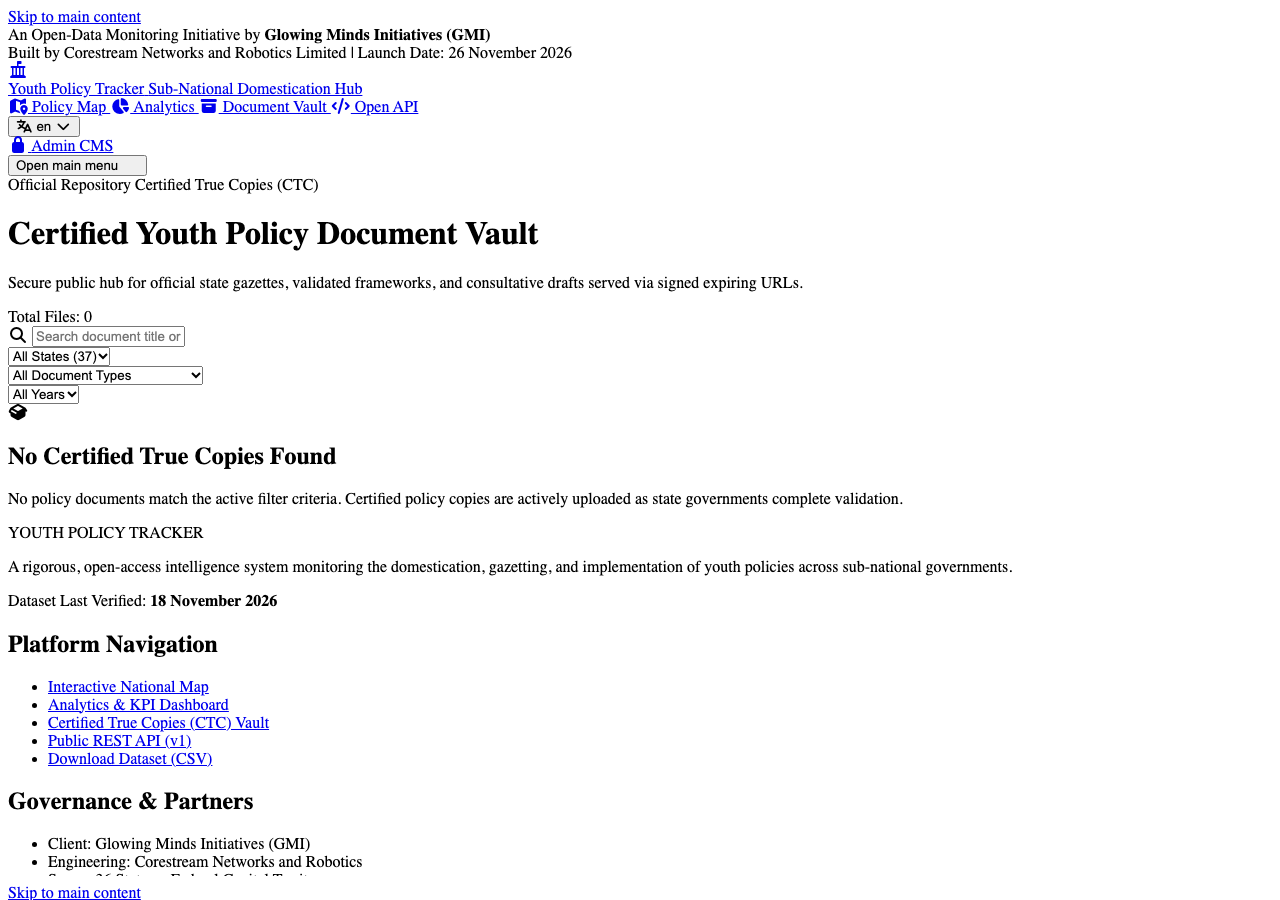 Skip to main content
An Open-Data Monitoring Initiative by Glowing Minds Initiatives (GMI)
Built by Corestream Networks and Robotics Limited | Launch Date: 26 November 2026
Youth Policy Tracker Sub-National Domestication Hub
Policy Map Analytics Document Vault Open API
en
Admin CMS
Open main menu
Official Repository Certified True Copies (CTC)
Certified Youth Policy Document Vault
Secure public hub for official state gazettes, validated frameworks, and consultative drafts served via signed expiring URLs.
Total Files: 0
Search document title or
All States (37)
All Document Types
All Years
No Certified True Copies Found
No policy documents match the active filter criteria. Certified policy copies are actively uploaded as state governments complete validation.
YOUTH POLICY TRACKER
A rigorous, open-access intelligence system monitoring the domestication, gazetting, and implementation of youth policies across sub-national governments.
Dataset Last Verified: 18 November 2026
Platform Navigation
Interactive National Map
Analytics & KPI Dashboard
Certified True Copies (CTC) Vault
Public REST API (v1)
Download Dataset (CSV)
Governance & Partners
Client: Glowing Minds Initiatives (GMI)
Engineering: Corestream Networks and Robotics
Skip to main content